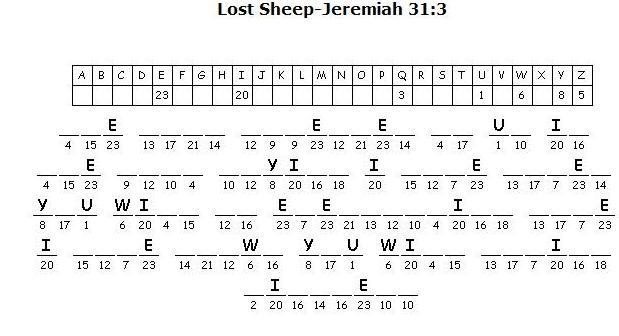 Lost Sheep-Jeremiah 31:3
A B C D E F G H I J K L M N O P Q R S T U V W X Y Z
23 20 3 1 6 8 5
E E E U I
4 15 23 13 17 21 14 12 9 9 23 12 21 23 14 4 17 1 10 20 16
E Y I I E E
4 15 23 9 12 10 4 10 12 8 20 16 18 20 15 12 7 23 13 17 7 23 14
Y U W I E E I E
8 17 1 6 20 4 15 12 16 23 7 23 21 13 12 10 4 20 16 18 13 17 7 23
I E W Y U W I I
20 15 12 7 23 14 21 12 6 16 8 17 1 6 20 4 15 13 17 7 20 16 18
I E
2 20 16 14 16 23 10 10